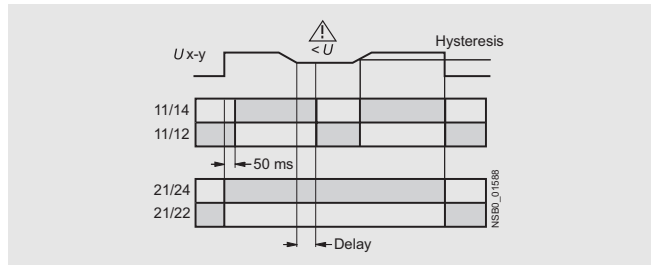 < U
Hysteresis
U x-y
11/14
11/12
50 ms
21/24
21/22
NSB0_01588
Delay